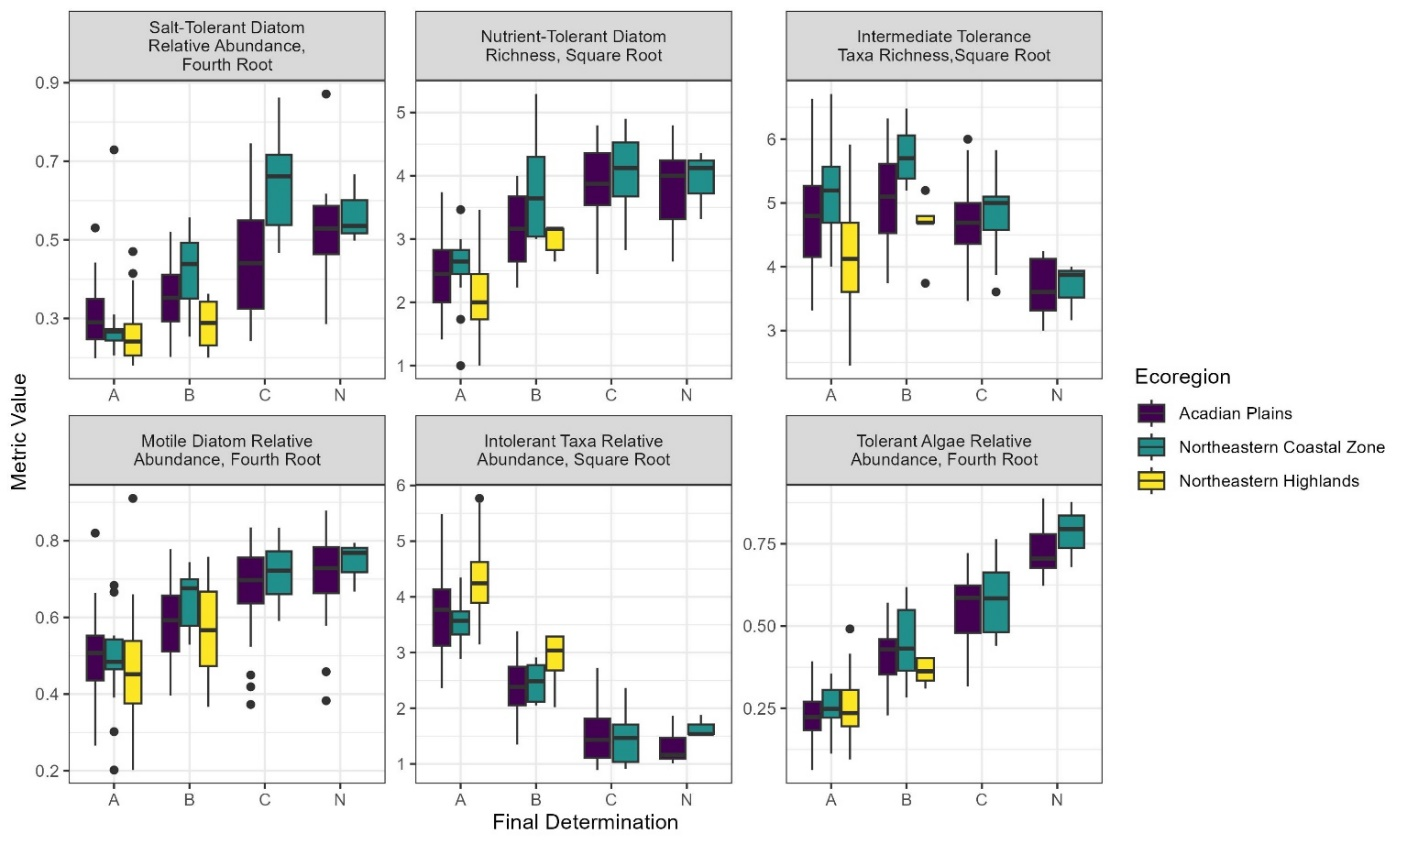 Salt-Tolerant Diatom
Relative Abundance,
Fourth Root
Nutrient-Tolerant Diatom
Richness, Square Root
Intermediate Tolerance
Taxa Richness,Square Root
0.9
0.7
0.5
0.3
A B C N
5
4
3
2
1
A B C N
6
5
4
3
A B C N
Metric Value
Motile Diatom Relative
Abundance, Fourth Root
Intolerant Taxa Relative
Abundance, Square Root
Tolerant Algae Relative
Abundance, Fourth Root
0.8
0.6
0.4
0.2
A B C N
6
5
4
3
2
1
A B C N
0.75
0.50
0.25
A B C N
Final Determination
Ecoregion
Acadian Plains
Northeastern Coastal Zone
Northeastern Highlands